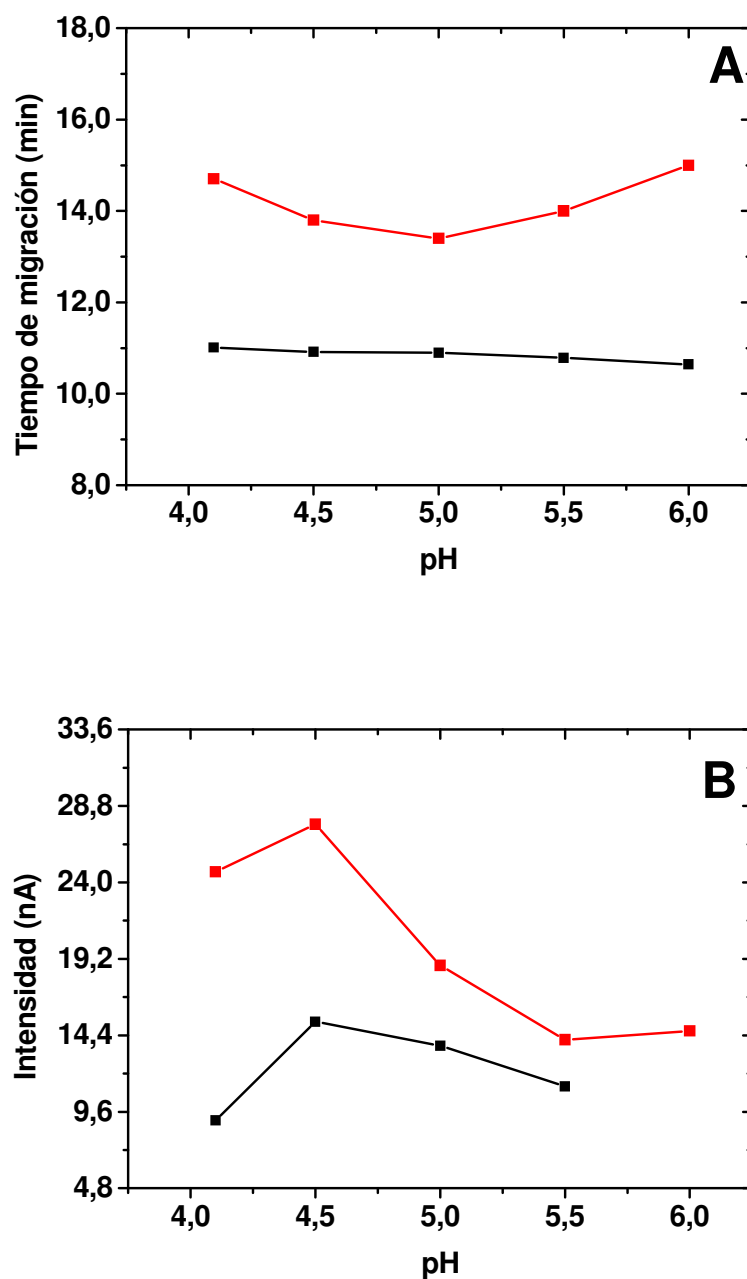 A
Tiempo de migración (min)
18,0
16,0
14,0
12,0
10,0
8,0
4,0 4,5 5,0 5,5 6,0
pH
B
Intensidad (nA)
33,6
28,8
24,0
19,2
14,4
9,6
4,8
4,0 4,5 5,0 5,5 6,0
pH